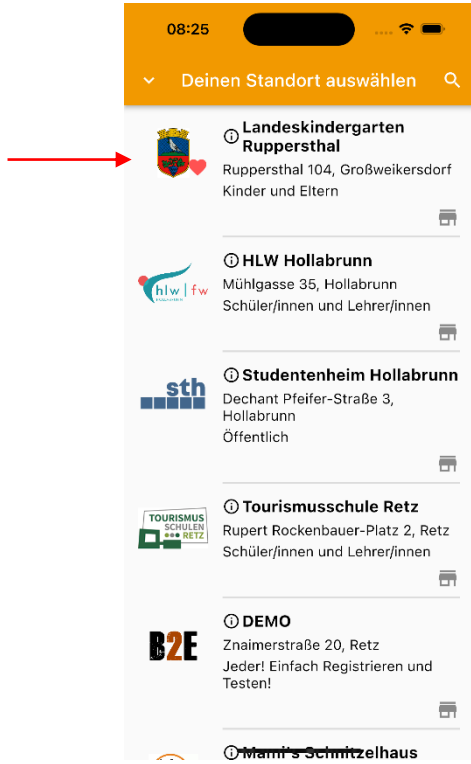 08:25
Deinen Standort auswählen
Landeskindergarten
Ruppersthal
Ruppersthal 104, Großweikersdorf
Kinder und Eltern
HLW Hollabrunn
hlw | fw
Mühlgasse 35, Hollabrunn
Schüler/innen und Lehrer/innen
Studentenheim Hollabrunn
sth
Dechant Pfeifer-Straße 3,
Hollabrunn
Öffentlich
Tourismusschule Retz
TOURISMUS
SCHULEN
RETZ
Rupert Rockenbauer-Platz 2, Retz
Schüler/innen und Lehrer/innen
DEMO
B2E
Znaimerstraße 20, Retz
Jeder! Einfach Registrieren und
Testen!
Mami's Schnitzelhaus